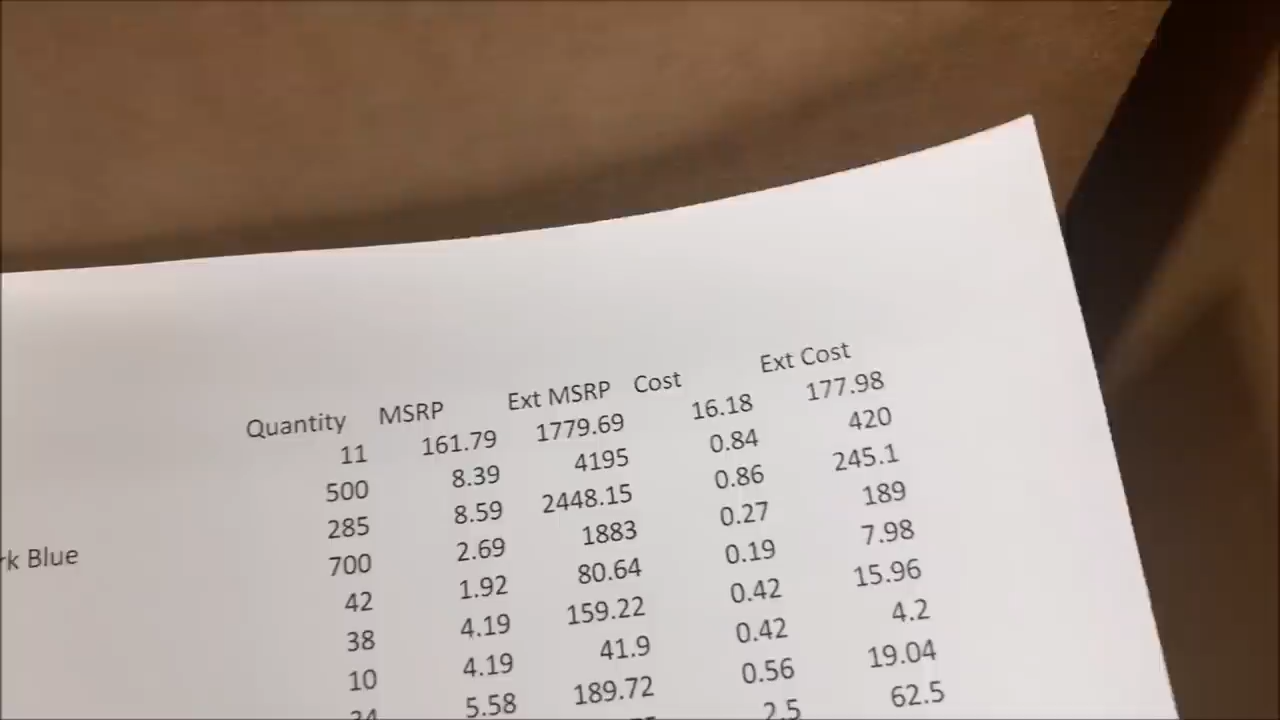 Quantity MSRP Ext MSRP Cost Ext Cost
11 161.79 1779.69 16.18 177.98
500 8.39 4195 0.84 420
285 8.59 2448.15 0.86 245.1
rk Blue 700 2.69 1883 0.27 189
42 1.92 80.64 0.19 7.98
38 4.19 159.22 0.42 15.96
10 4.19 41.9 0.42 4.2
34 5.58 189.72 0.56 19.04
2.5 62.5